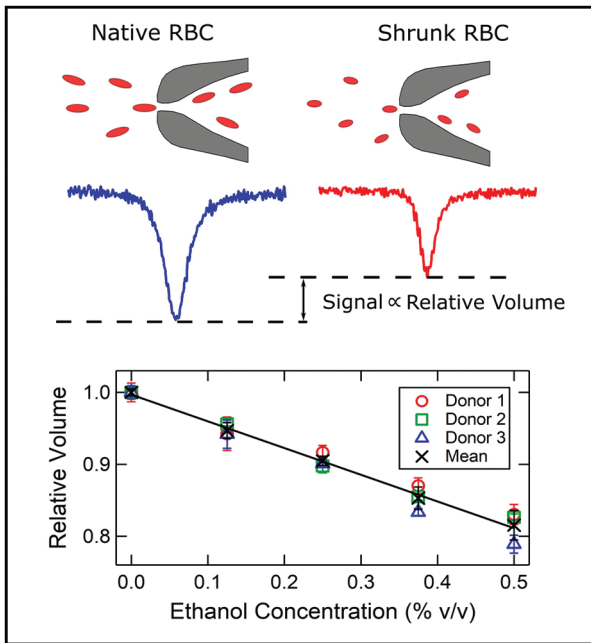 Native RBC
Shrunk RBC
Signal ∝ Relative Volume
Relative Volume
1.0
0.9
0.8
Donor 1
Donor 2
Donor 3
Mean
0.0 0.1 0.2 0.3 0.4 0.5
Ethanol Concentration (% v/v)